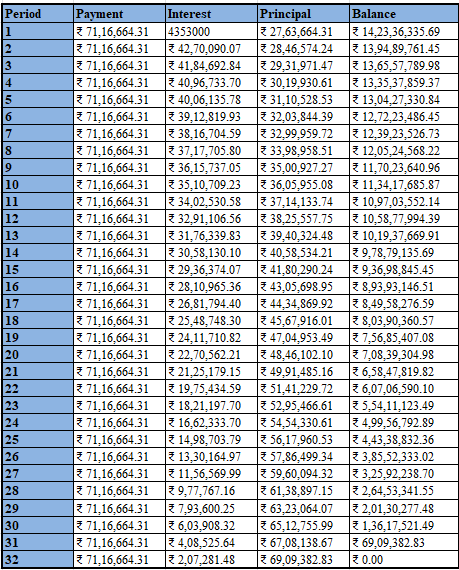 Period Payment Interest Principal Balance
1 ₹ 71,16,664.31 4353000 ₹ 27,63,664.31 ₹ 14,23,36,335.69
2 ₹ 71,16,664.31 ₹ 42,70,090.07 ₹ 28,46,574.24 ₹ 13,94,89,761.45
3 ₹ 71,16,664.31 ₹ 41,84,692.84 ₹ 29,31,971.47 ₹ 13,65,57,789.98
4 ₹ 71,16,664.31 ₹ 40,96,733.70 ₹ 30,19,930.61 ₹ 13,35,37,859.37
5 ₹ 71,16,664.31 ₹ 40,06,135.78 ₹ 31,10,528.53 ₹ 13,04,27,330.84
6 ₹ 71,16,664.31 ₹ 39,12,819.93 ₹ 32,03,844.39 ₹ 12,72,23,486.45
7 ₹ 71,16,664.31 ₹ 38,16,704.59 ₹ 32,99,959.72 ₹ 12,39,23,526.73
8 ₹ 71,16,664.31 ₹ 37,17,705.80 ₹ 33,98,958.51 ₹ 12,05,24,568.22
9 ₹ 71,16,664.31 ₹ 36,15,737.05 ₹ 35,00,927.27 ₹ 11,70,23,640.96
10 ₹ 71,16,664.31 ₹ 35,10,709.23 ₹ 36,05,955.08 ₹ 11,34,17,685.87
11 ₹ 71,16,664.31 ₹ 34,02,530.58 ₹ 37,14,133.74 ₹ 10,97,03,552.14
12 ₹ 71,16,664.31 ₹ 32,91,106.56 ₹ 38,25,557.75 ₹ 10,58,77,994.39
13 ₹ 71,16,664.31 ₹ 31,76,339.83 ₹ 39,40,324.48 ₹ 10,19,37,669.91
14 ₹ 71,16,664.31 ₹ 30,58,130.10 ₹ 40,58,534.21 ₹ 9,78,79,135.69
15 ₹ 71,16,664.31 ₹ 29,36,374.07 ₹ 41,80,290.24 ₹ 9,36,98,845.45
16 ₹ 71,16,664.31 ₹ 28,10,965.36 ₹ 43,05,698.95 ₹ 8,93,93,146.51
17 ₹ 71,16,664.31 ₹ 26,81,794.40 ₹ 44,34,869.92 ₹ 8,49,58,276.59
18 ₹ 71,16,664.31 ₹ 25,48,748.30 ₹ 45,67,916.01 ₹ 8,03,90,360.57
19 ₹ 71,16,664.31 ₹ 24,11,710.82 ₹ 47,04,953.49 ₹ 7,56,85,407.08
20 ₹ 71,16,664.31 ₹ 22,70,562.21 ₹ 48,46,102.10 ₹ 7,08,39,304.98
21 ₹ 71,16,664.31 ₹ 21,25,179.15 ₹ 49,91,485.16 ₹ 6,58,47,819.82
22 ₹ 71,16,664.31 ₹ 19,75,434.59 ₹ 51,41,229.72 ₹ 6,07,06,590.10
23 ₹ 71,16,664.31 ₹ 18,21,197.70 ₹ 52,95,466.61 ₹ 5,54,11,123.49
24 ₹ 71,16,664.31 ₹ 16,62,333.70 ₹ 54,54,330.61 ₹ 4,99,56,792.89
25 ₹ 71,16,664.31 ₹ 14,98,703.79 ₹ 56,17,960.53 ₹ 4,43,38,832.36
26 ₹ 71,16,664.31 ₹ 13,30,164.97 ₹ 57,86,499.34 ₹ 3,85,52,333.02
27 ₹ 71,16,664.31 ₹ 11,56,569.99 ₹ 59,60,094.32 ₹ 3,25,92,238.70
28 ₹ 71,16,664.31 ₹ 9,77,767.16 ₹ 61,38,897.15 ₹ 2,64,53,341.55
29 ₹ 71,16,664.31 ₹ 7,93,600.25 ₹ 63,23,064.07 ₹ 2,01,30,277.48
30 ₹ 71,16,664.31 ₹ 6,03,908.32 ₹ 65,12,755.99 ₹ 1,36,17,521.49
31 ₹ 71,16,664.31 ₹ 4,08,525.64 ₹ 67,08,138.67 ₹ 69,09,382.83
32 ₹ 71,16,664.31 ₹ 2,07,281.48 ₹ 69,09,382.83 ₹ 0.00